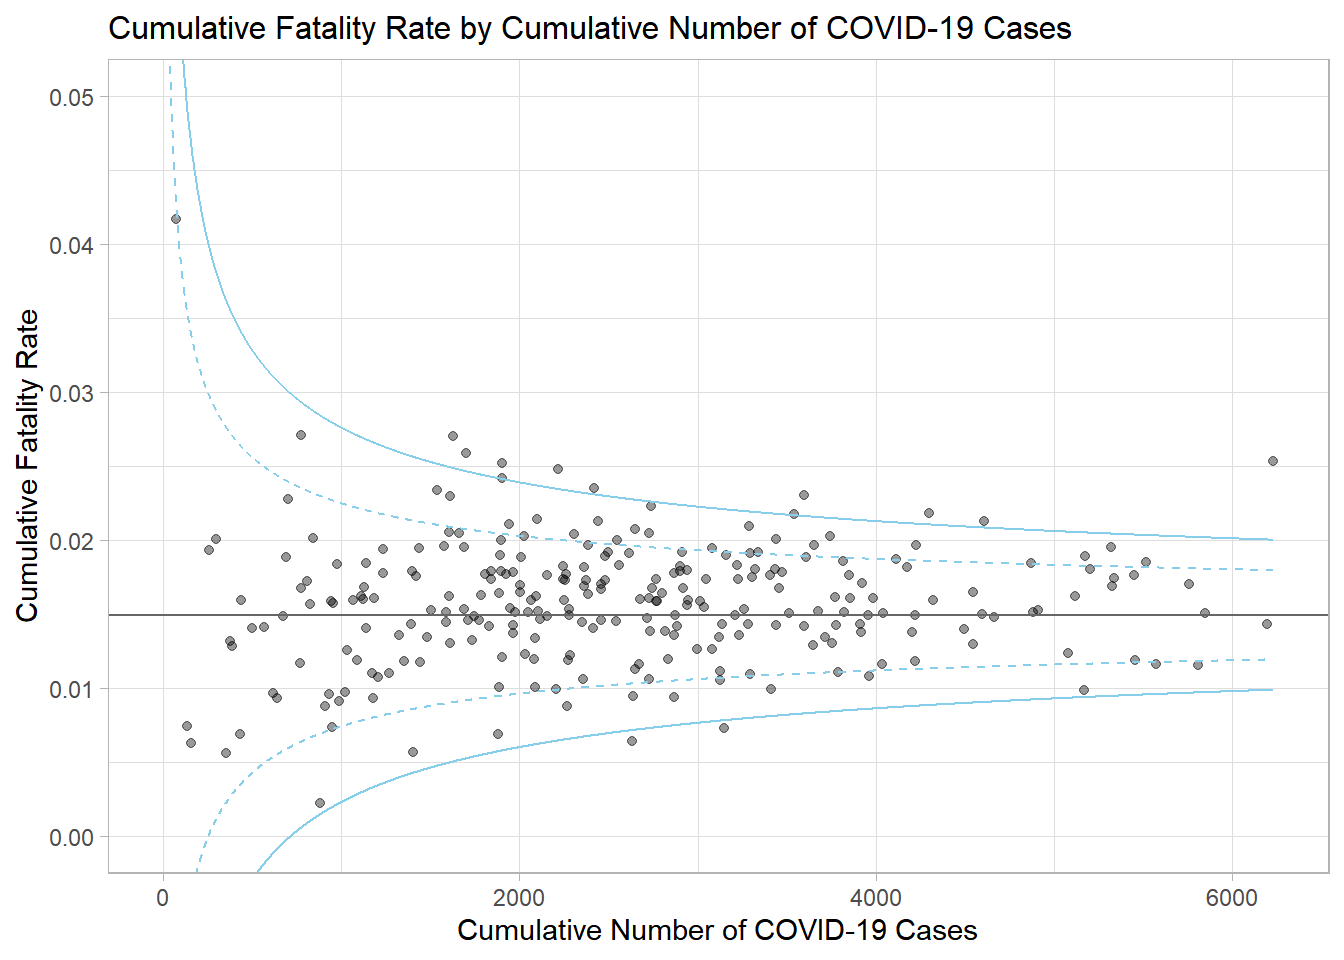 Cumulative Fatality Rate by Cumulative Number of COVID-19 Cases
0.05
0.04
0.03
0.02
0.01
0.00
Cumulative Fatality Rate
0 2000 4000 6000
Cumulative Number of COVID-19 Cases